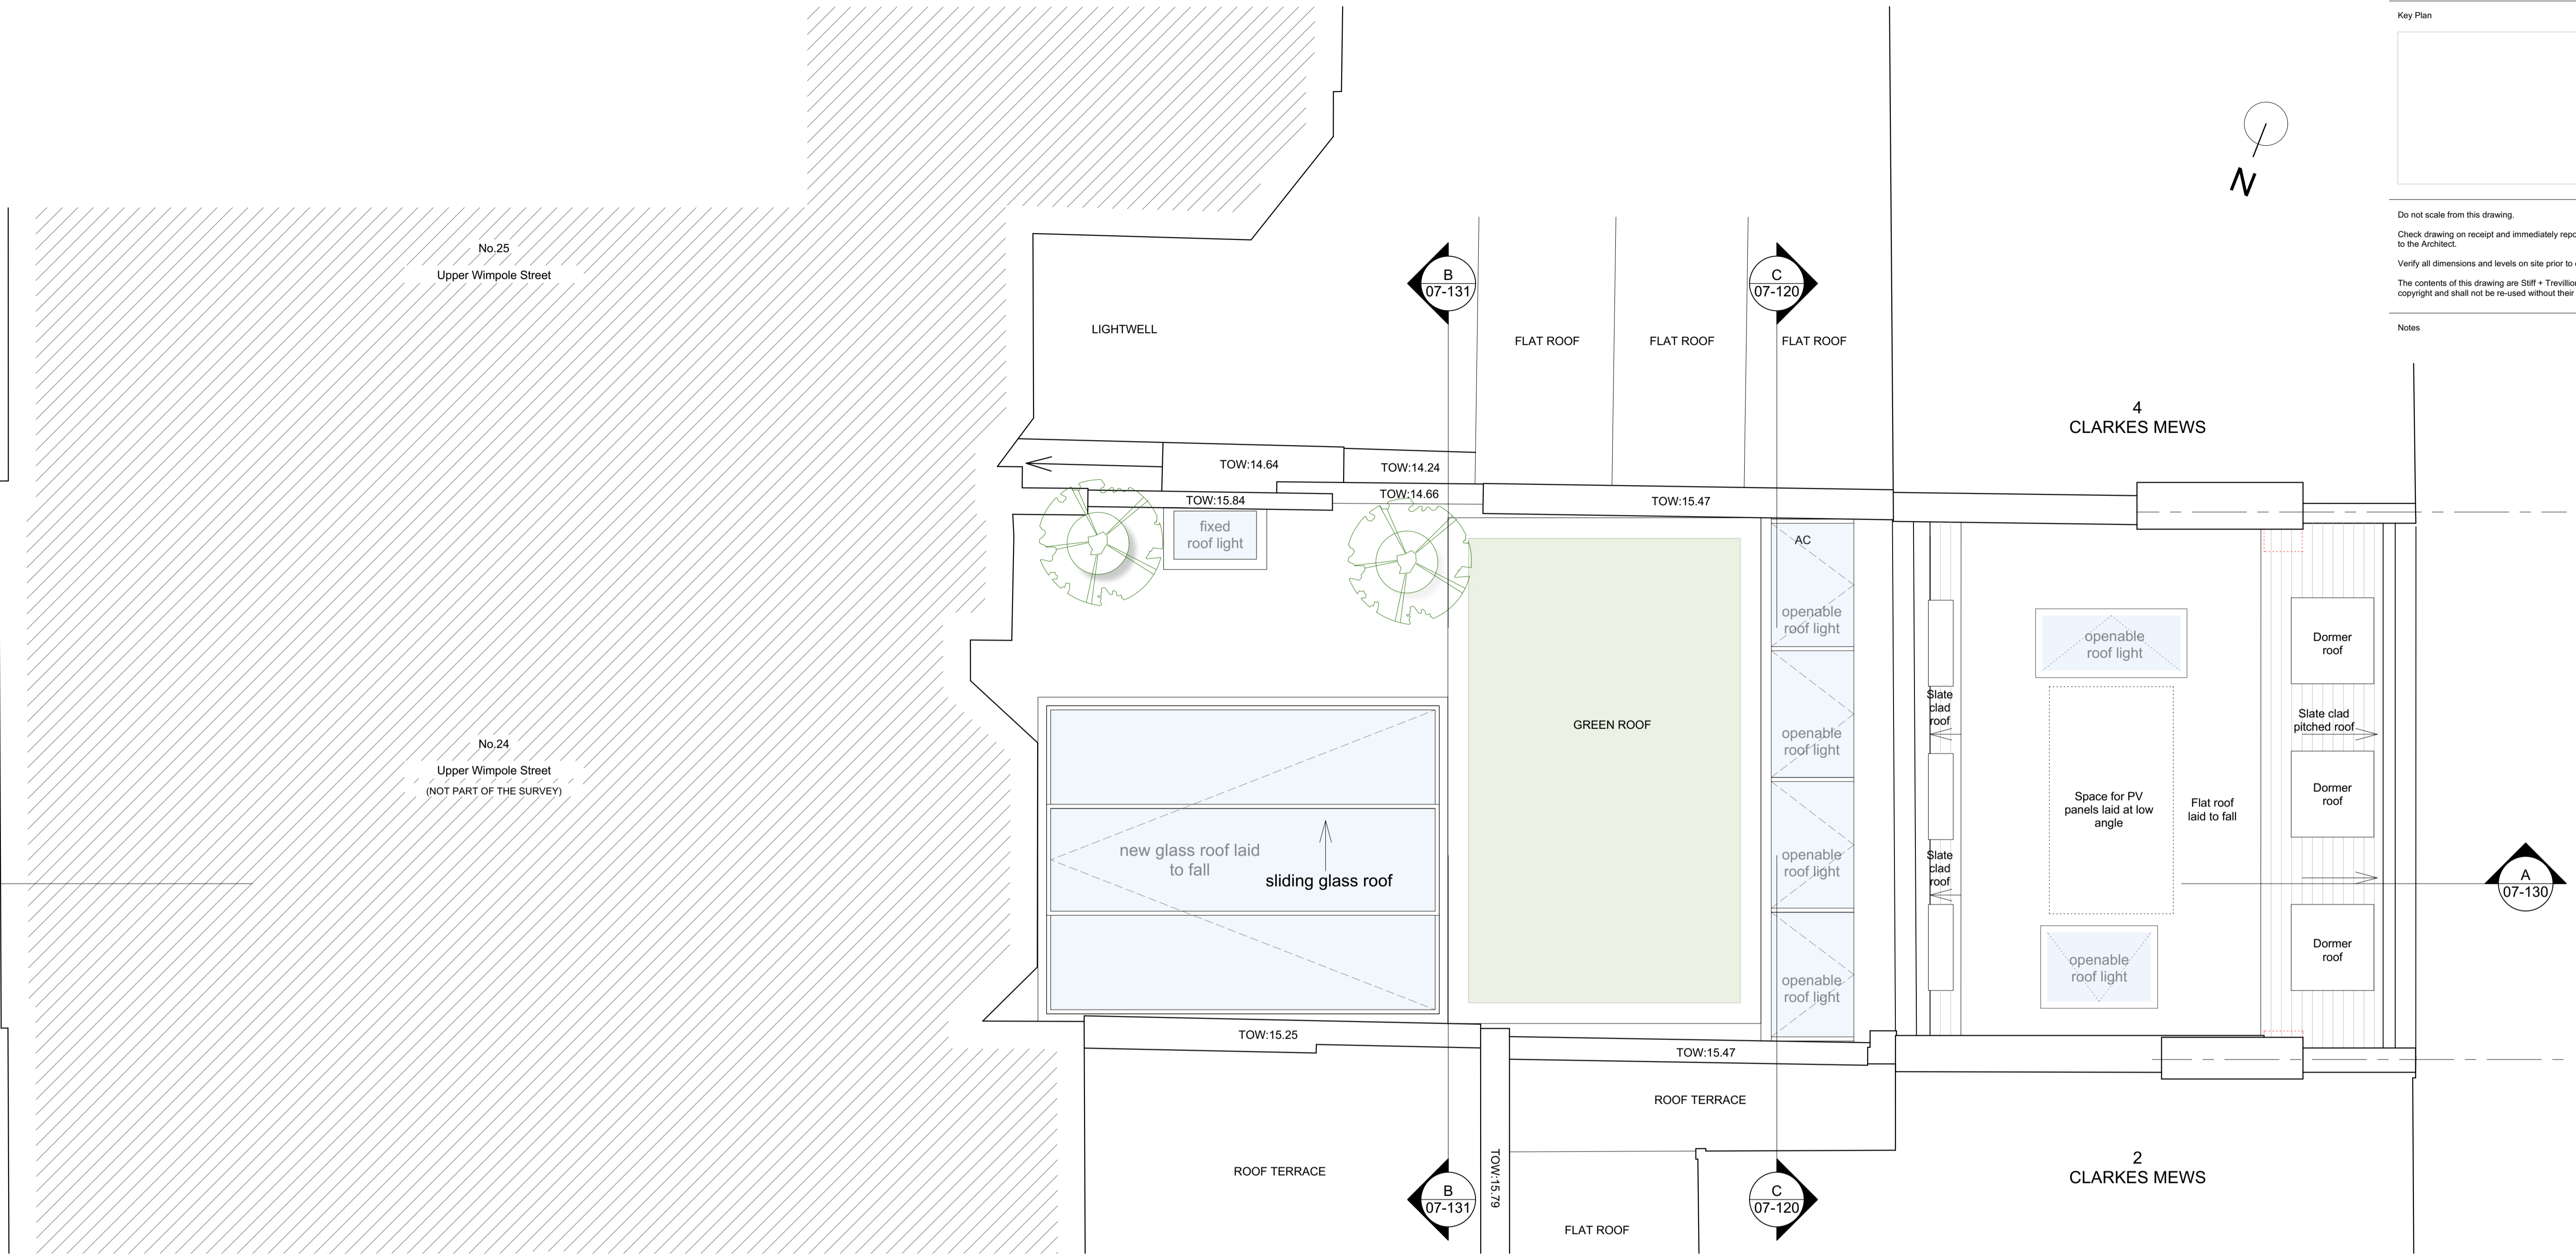 Key Plan
N
Do not scale from this drawing.
Check drawing on receipt and immediately
to the Architect.
Verify all dimensions and levels on site prior to
The contents of this drawing are Stiff +
copyright and shall not be re-used without their
Notes
No.25
Upper Wimpole Street
B
07-131
C
07-120
LIGHTWELL
FLAT ROOF
FLAT ROOF
FLAT ROOF
4
CLARKES MEWS
TOW:14.64
TOW:14.24
TOW:15.84
TOW:14.66
TOW:15.47
fixed
roof light
AC
openable
roof light
openable
roof light
openable
roof light
openable
roof light
GREEN ROOF
No.24
Upper Wimpole Street
(NOT PART OF THE SURVEY)
new glass roof laid
to fall
sliding glass roof
Slate
clad
roof
Slate
clad
roof
openable
roof light
Space for PV
panels laid at low
angle
Flat roof
laid to fall
openable
roof light
Dormer
roof
Slate clad
pitched roof
Dormer
roof
Dormer
roof
A
07-130
TOW:15.25
TOW:15.47
ROOF TERRACE
ROOF TERRACE
TOW:15.79
FLAT ROOF
B
07-131
C
07-120
2
CLARKES MEWS